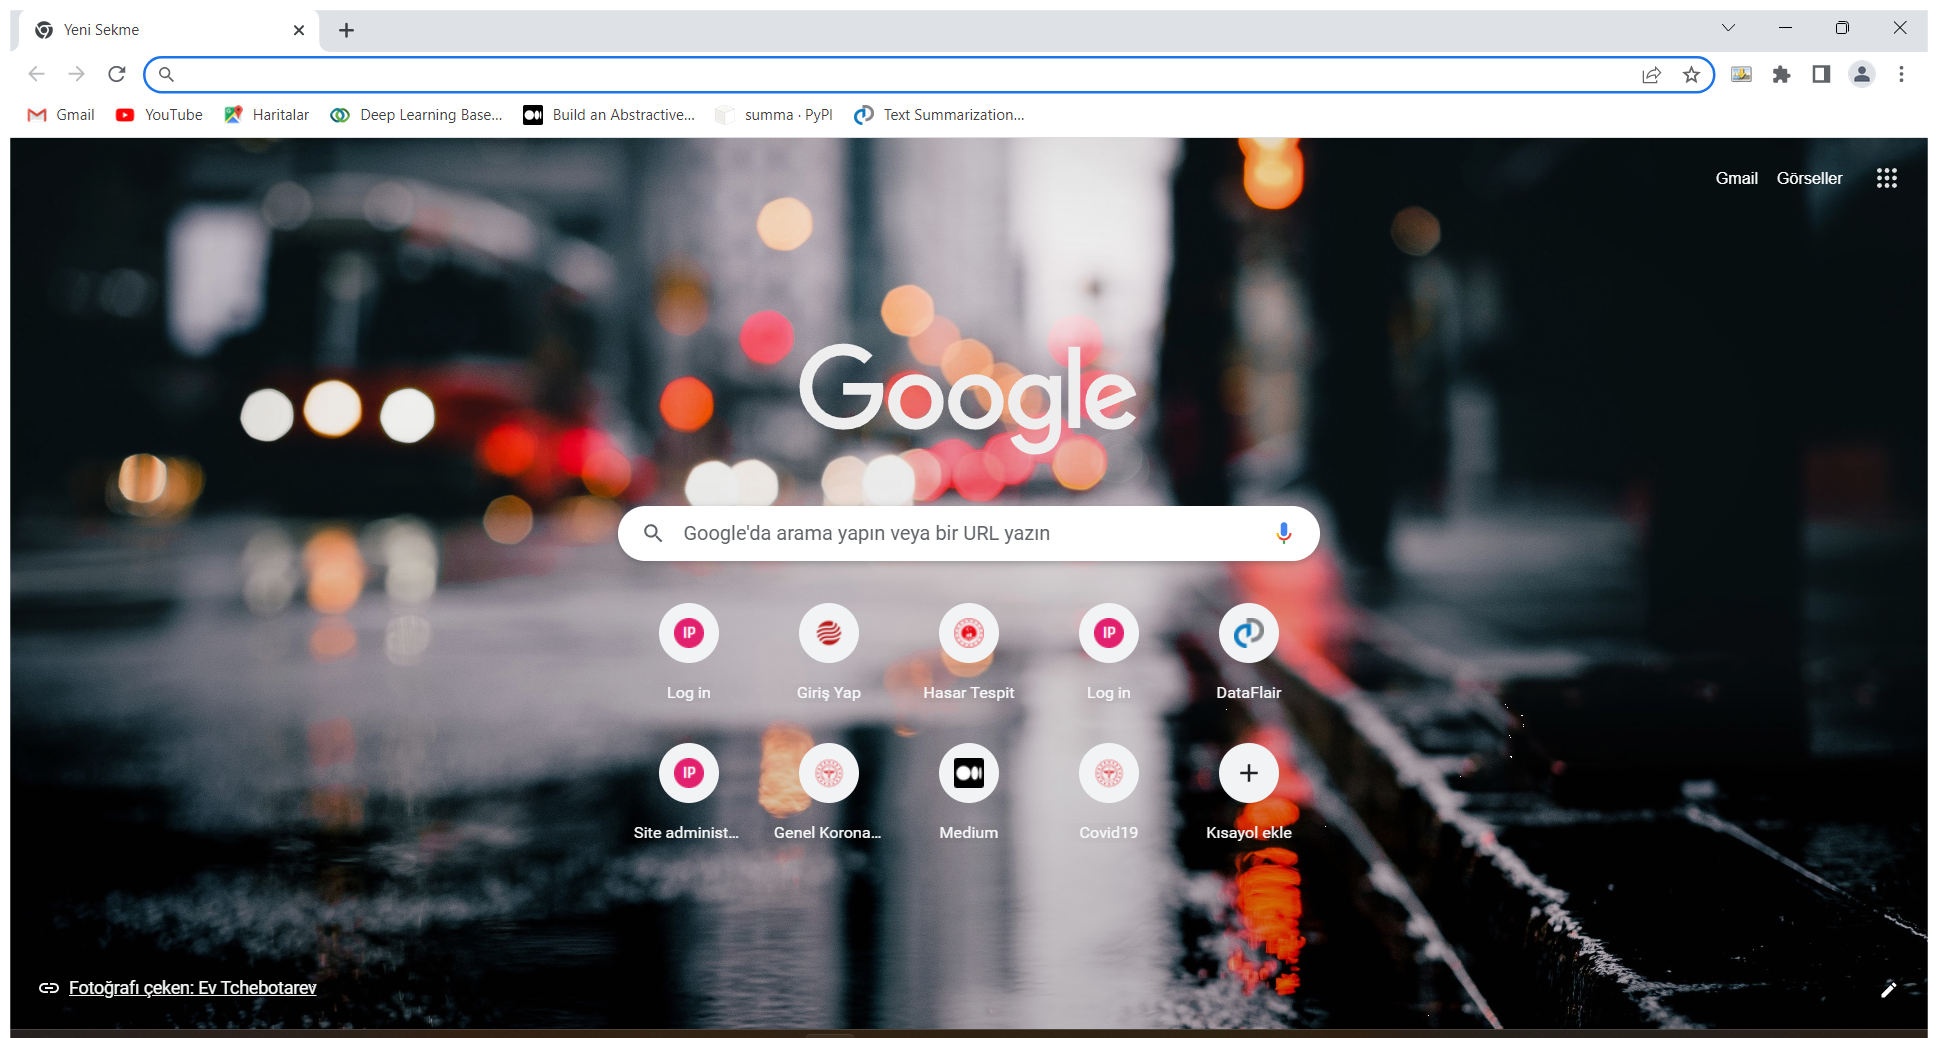 Yeni Sekme
Gmail YouTube Haritalar Deep Learning Base... Build an Abstractive... summa · PyPI Text Summarization...
Gmail Görseller
Google
Google'da arama yapın veya bir URL yazın
IP IP
Log in Giriş Yap Hasar Tespit Log in DataFlair
IP
Site administ... Genel Korona... Medium Covid19 Kısayol ekle
Fotoğrafı çeken: Ev Tchebotarev